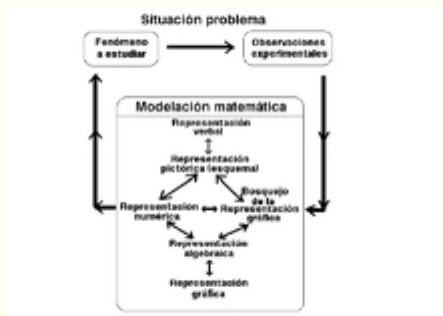 Situación problema
Fenómeno
a estudiar
Observaciones
experimentales
Modelación matemática
Representación
verbal
Representación
pictórica (esquema)
Bosquejo
de la
Representación
gráfica
Representación
numérica
Representación
algebraica
Representación
gráfica